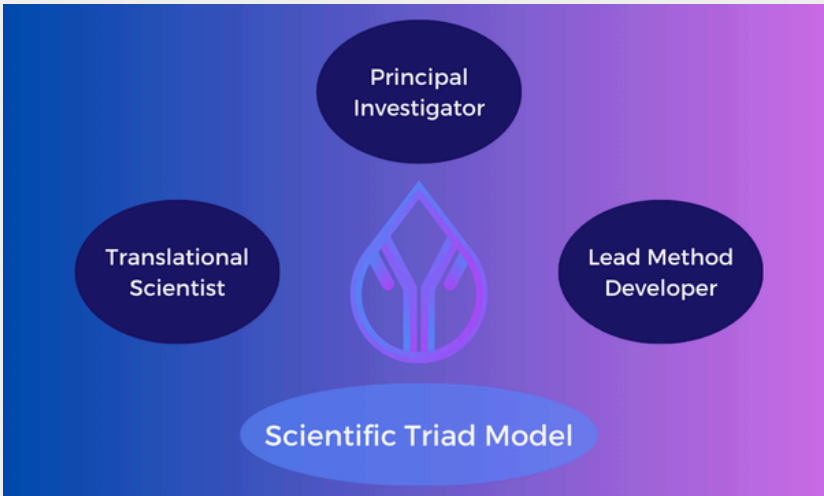 Principal
Investigator
Translational
Scientist
Lead Method
Developer
Scientific Triad Model